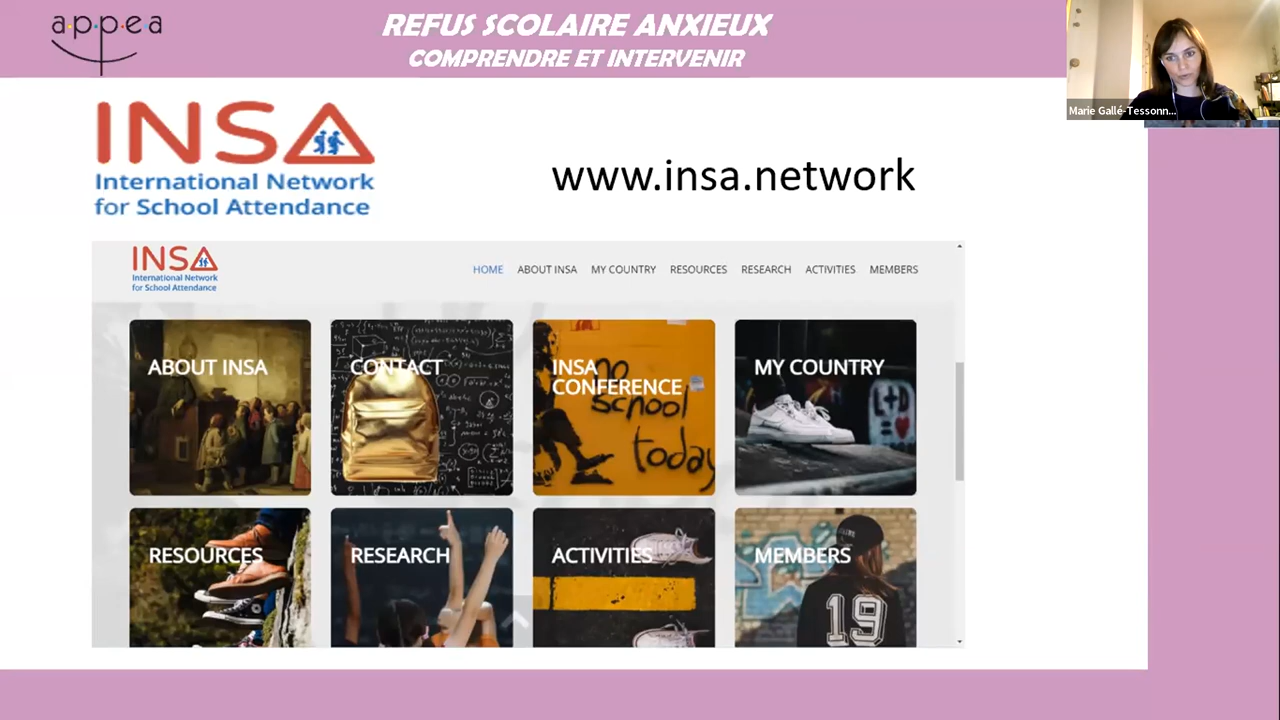 appea
REFUS SCOLAIRE ANXIEUX
COMPRENDRE ET INTERVENIR
Marie Gallé-Tessonn...
INSA
International Network
for School Attendance
www.insa.network
INSA
International Network
for School Attendance
HOME ABOUT INSA MY COUNTRY RESOURCES RESEARCH ACTIVITIES MEMBERS
ABOUT INSA
CONTACT
INSA
CONFERENCE
no
school
today
MY COUNTRY
L+D
RESOURCES
RESEARCH
ACTIVITIES
MEMBERS
19